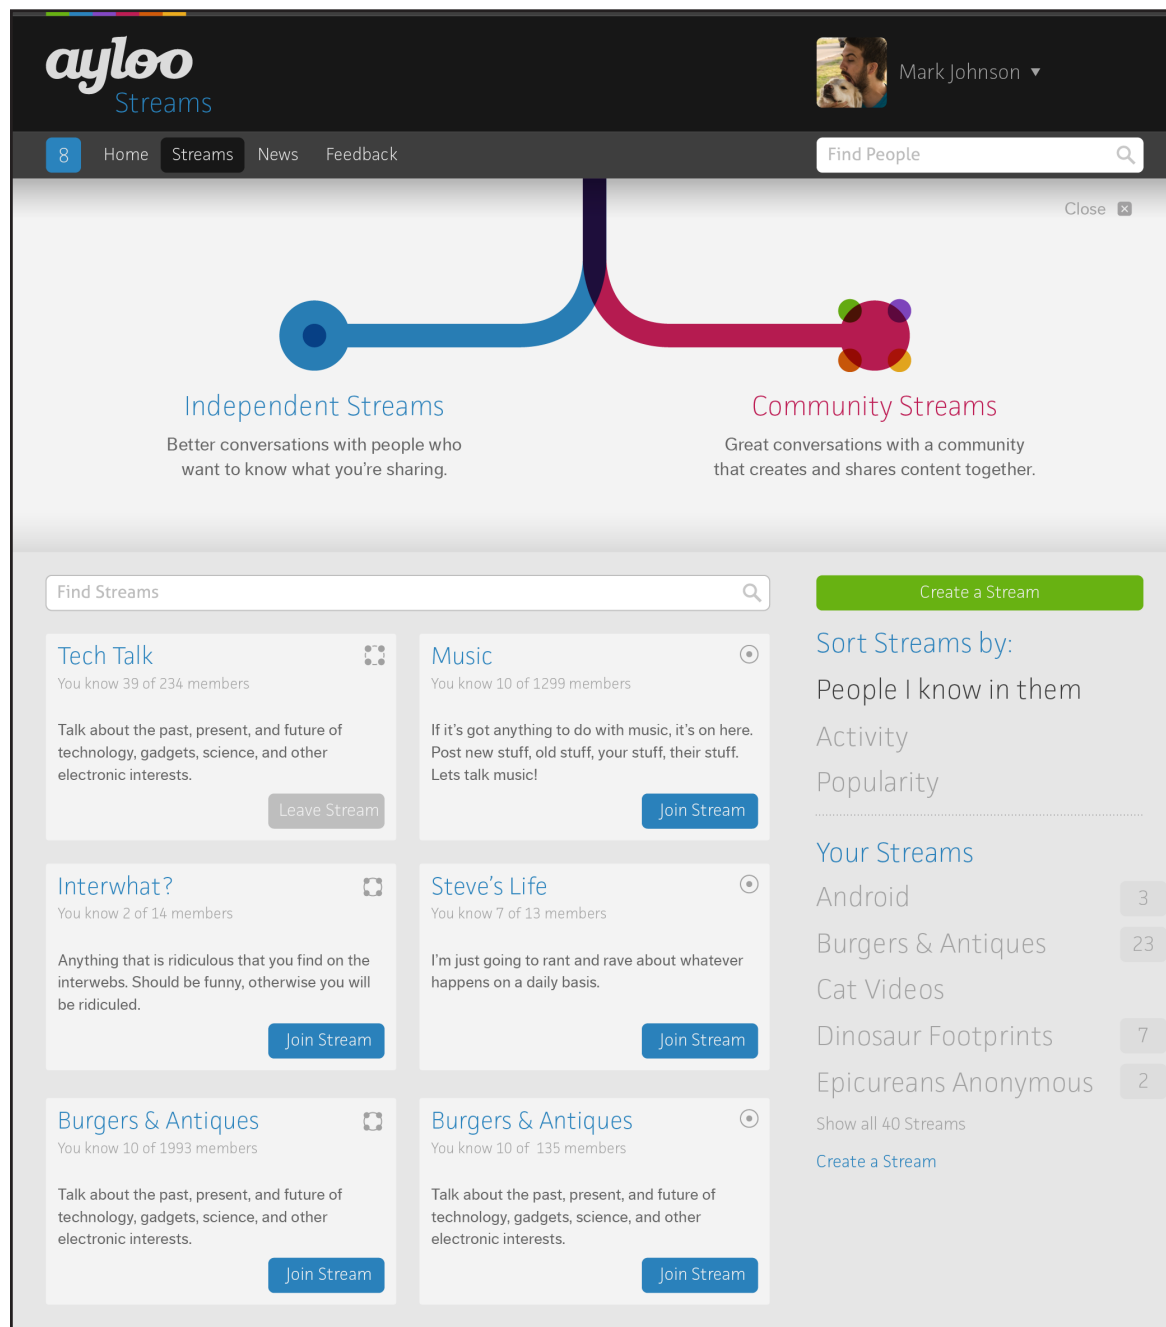 ayloo
Streams
Mark Johnson
8
Home
Streams
News
Feedback
Find People
Close
Independent Streams
Better conversations with people who
want to know what you're sharing.
Community Streams
Great conversations with a community
that creates and shares content together.
Find Streams
Create a Stream
Tech Talk
You know 39 of 234 members
Talk about the past, present, and future of
technology, gadgets, science, and other
electronic interests.
Leave Stream
Music
You know 10 of 1299 members
If it's got anything to do with music, it's on here.
Post new stuff, old stuff, your stuff, their stuff.
Lets talk music!
Join Stream
Interwhat?
You know 2 of 14 members
Anything that is ridiculous that you find on the
interwebs. Should be funny, otherwise you will
be ridiculed.
Join Stream
Steve's Life
You know 7 of 13 members
I'm just going to rant and rave about whatever
happens on a daily basis.
Join Stream
Burgers & Antiques
You know 10 of 1993 members
Talk about the past, present, and future of
technology, gadgets, science, and other
electronic interests.
Join Stream
Burgers & Antiques
You know 10 of 135 members
Talk about the past, present, and future of
technology, gadgets, science, and other
electronic interests.
Join Stream
Sort Streams by:
People I know in them
Activity
Popularity
Your Streams
Android 3
Burgers & Antiques 23
Cat Videos
Dinosaur Footprints 7
Epicureans Anonymous 2
Show all 40 Streams
Create a Stream